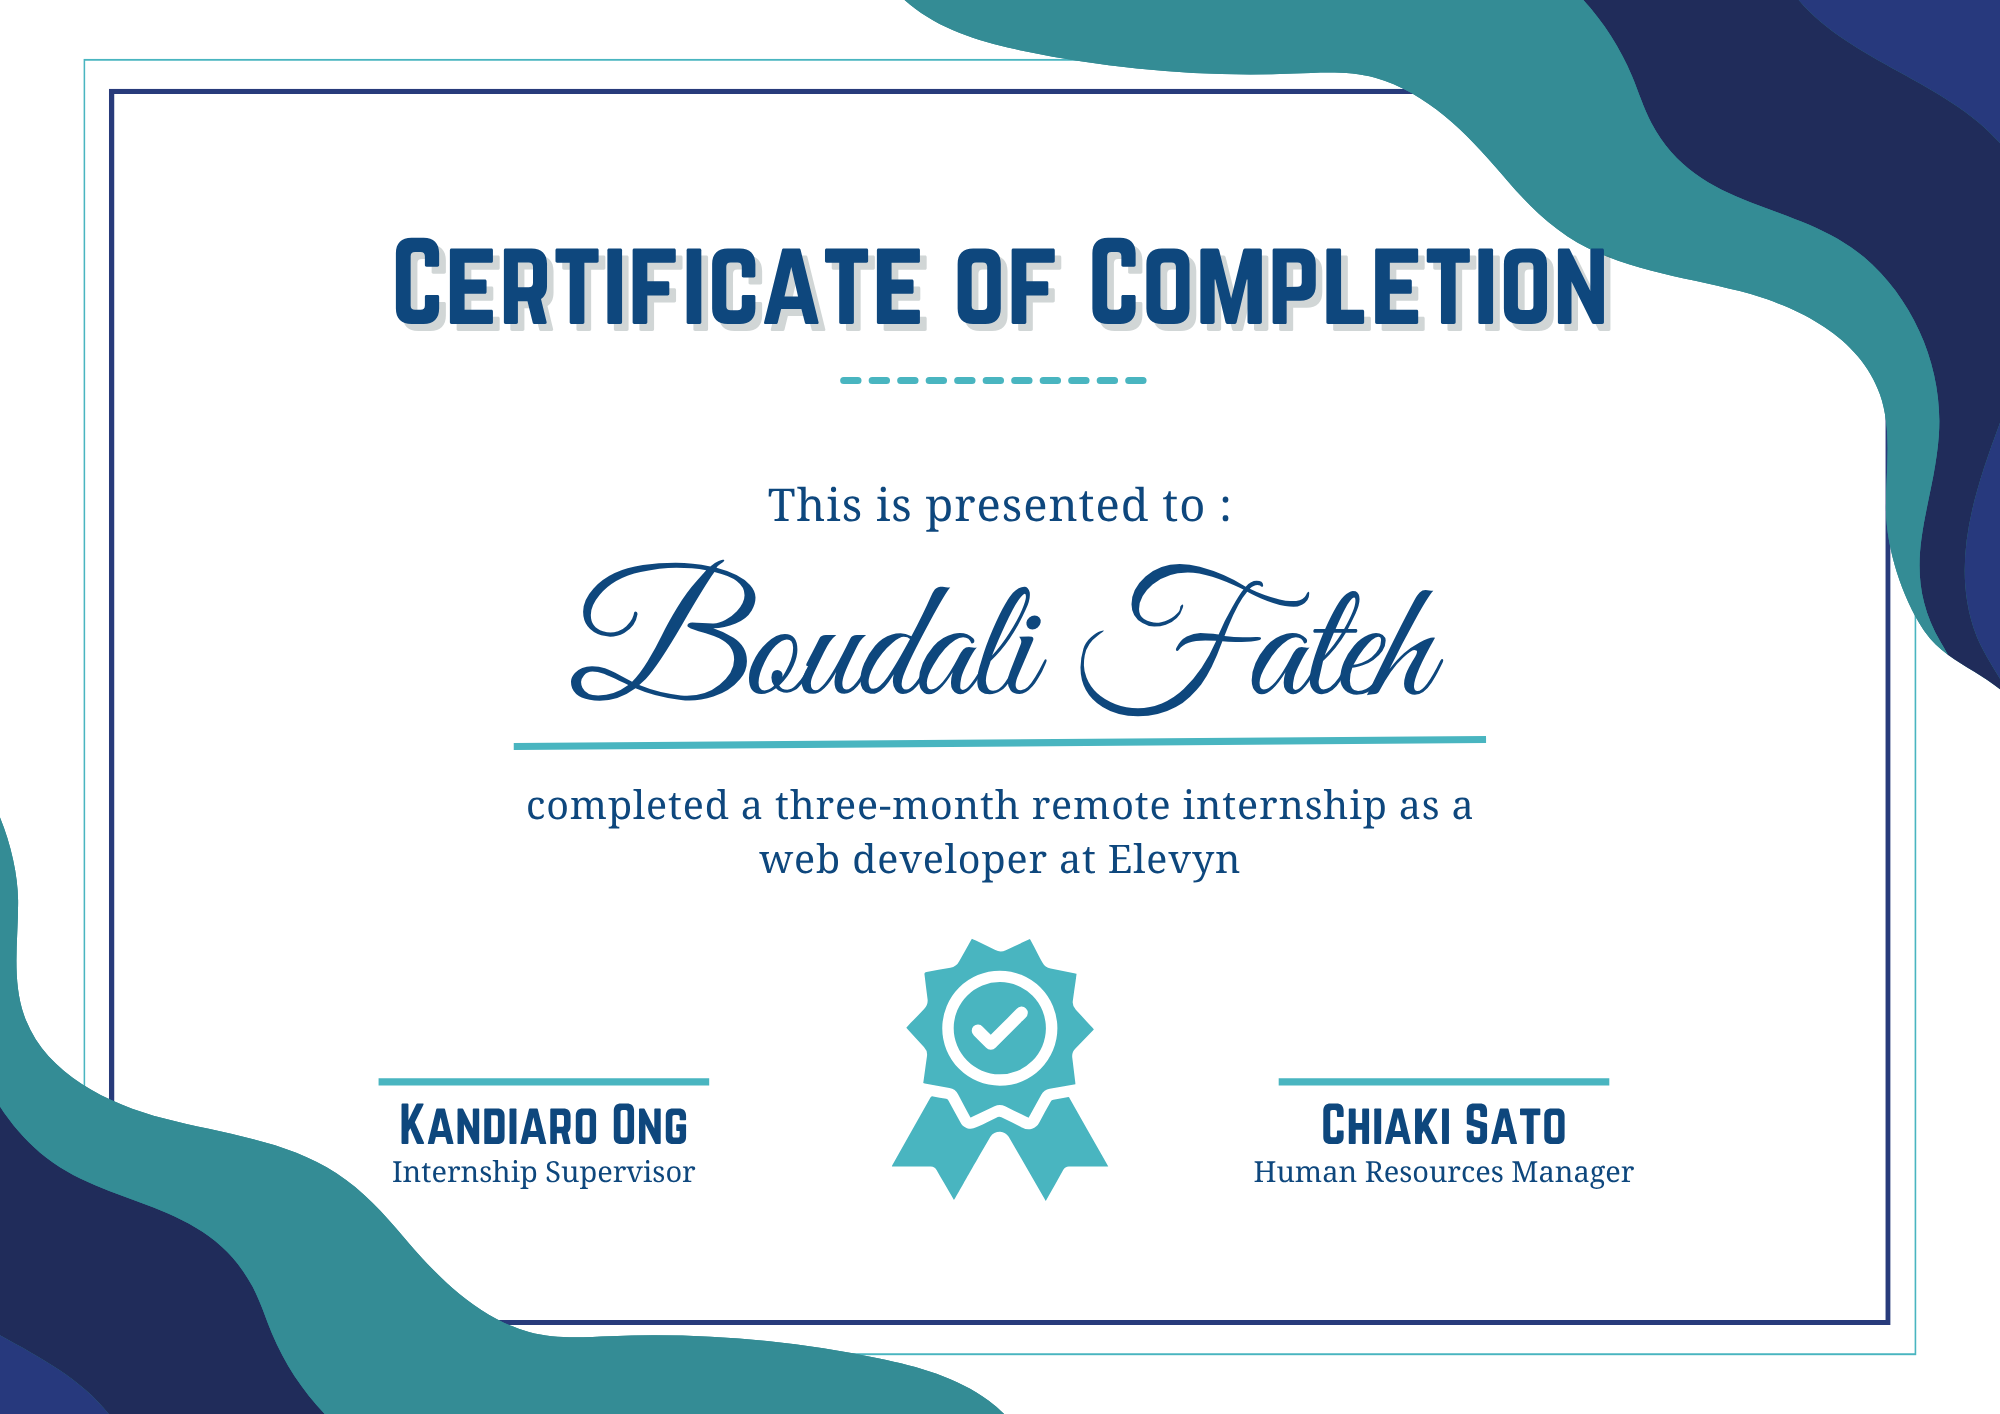 Certificate of Completion
This is presented to :
Boudali Fateh
completed a three-month remote internship as a
web developer at Elevyn
Kandiaro Ong
Internship Supervisor
Chiaki Sato
Human Resources Manager